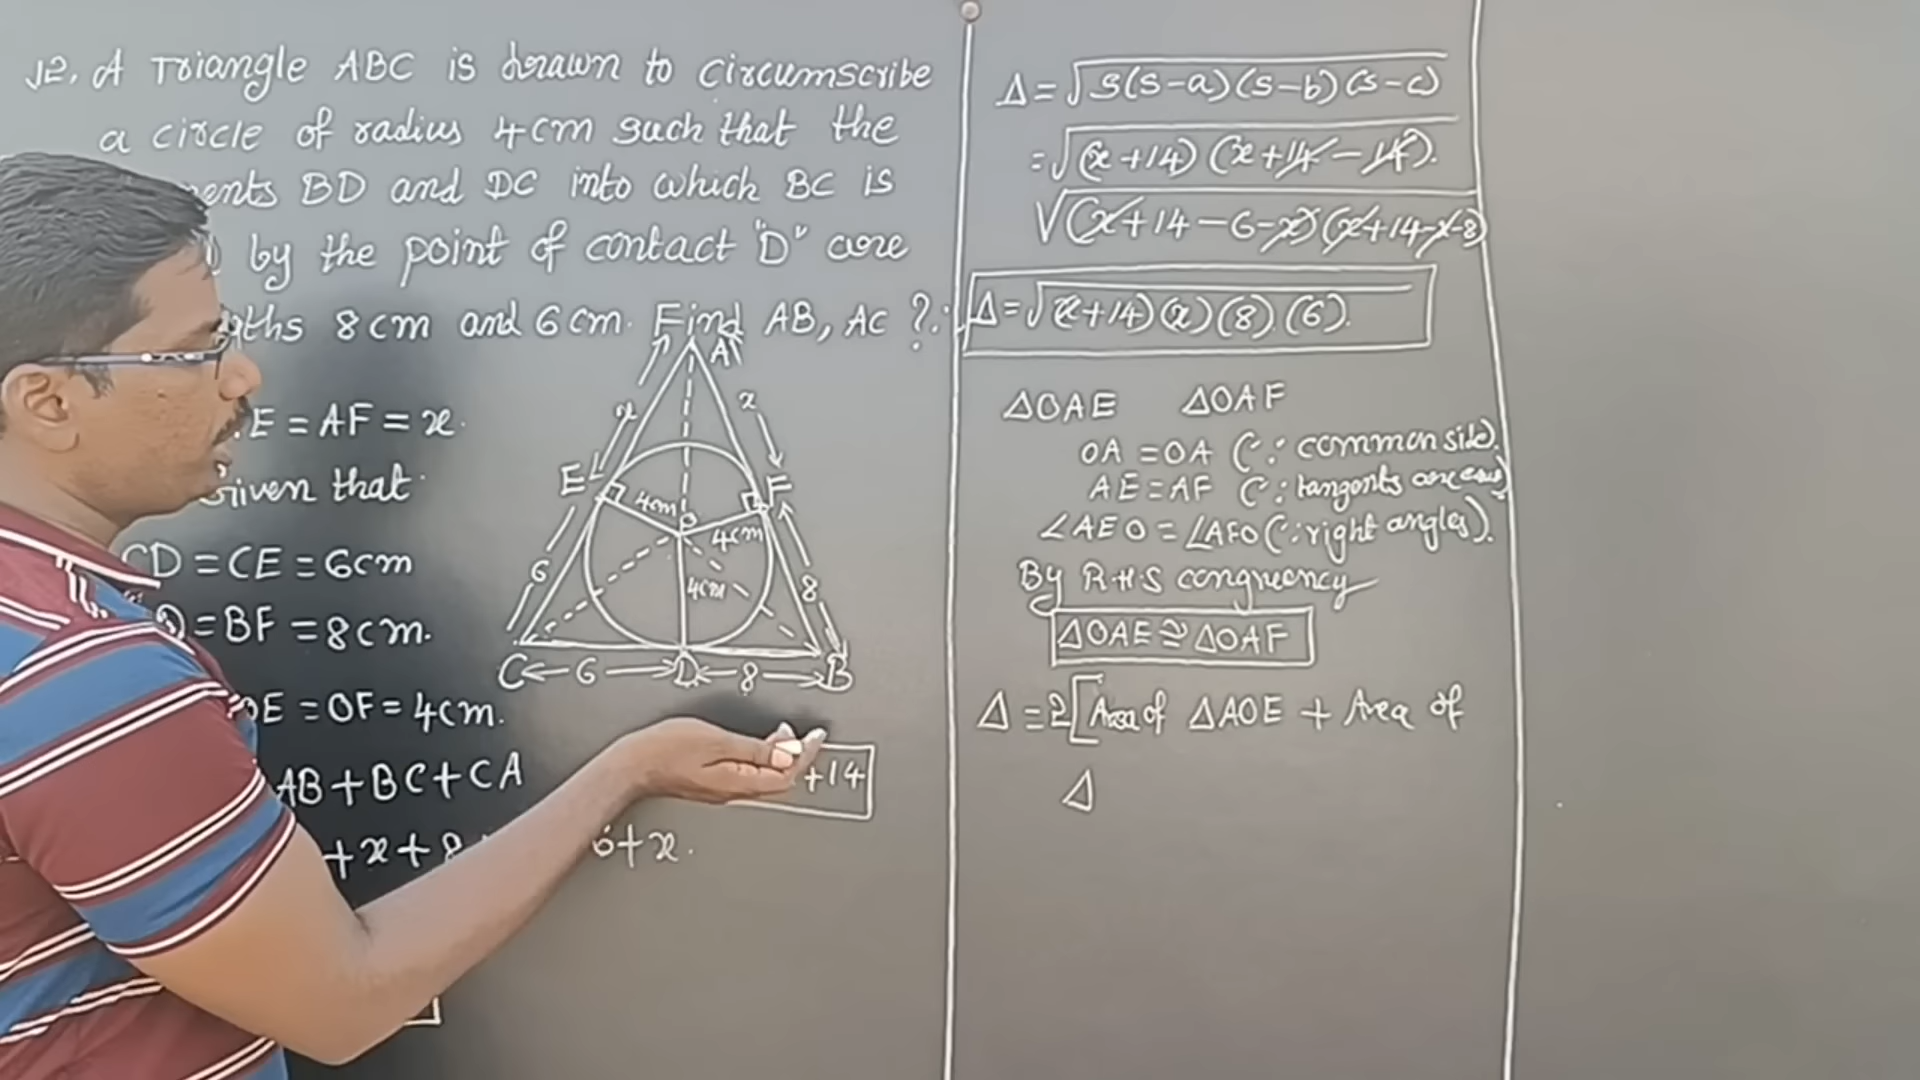 12. A Triangle ABC is drawn to circumscribe
a circle of radius 4cm such that the
BD and DC into which BC is
by the point of contact "D" are
8cm and 6cm. Find AB, AC ?.
E = AF = x.
Given that
CD = CE = 6cm
= BF = 8cm.
OE = OF = 4cm.
AB + BC + CA
+ x + 8
6 + x.
+14
A
x
x
E
F
4cm
O
4cm
4cm
6
8
C
6
D
8
B
Δ = √S(S-a)(S-b)(S-c)
= √(x+14)(x+14-14).
√(x+14-6-x)(x+14-x-8)
Δ = √(x+14)(x)(8)(6).
ΔOAE ΔOAF
OA = OA (∵ common side).
AE = AF (∵ tangents are
∠AEO = ∠AFO (∵ right angles).
By R.H.S congruency
ΔOAE ≅ ΔOAF
Δ = 2[Area of ΔAOE + Area of
Δ